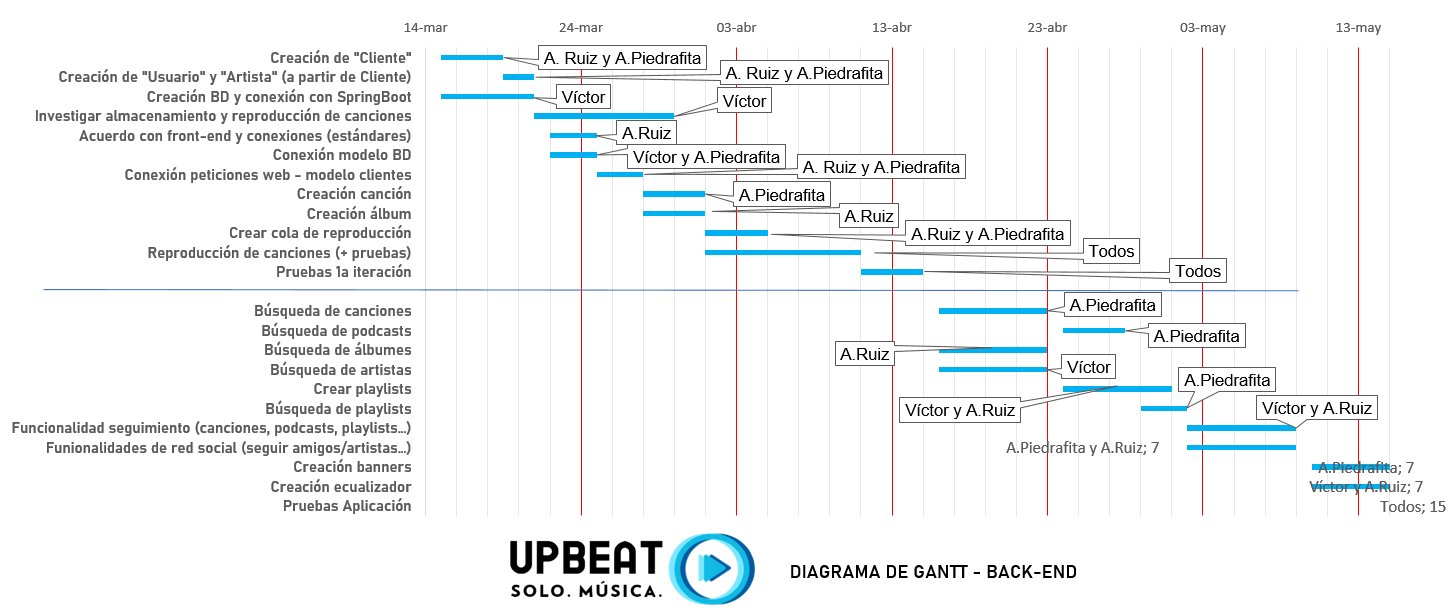 14-mar 24-mar 03-abr 13-abr 23-abr 03-may 13-may
Creación de "Cliente" A. Ruiz y A.Piedrafita
Creación de "Usuario" y "Artista" (a partir de Cliente) A. Ruiz y A.Piedrafita
Creación BD y conexión con SpringBoot Víctor
Investigar almacenamiento y reproducción de canciones Víctor
Acuerdo con front-end y conexiones (estándares) A.Ruiz
Conexión modelo BD Víctor y A.Piedrafita
Conexión peticiones web - modelo clientes A. Ruiz y A.Piedrafita
Creación canción A.Piedrafita
Creación álbum A.Ruiz
Crear cola de reproducción A.Ruiz y A.Piedrafita
Reproducción de canciones (+ pruebas) Todos
Pruebas 1a iteración Todos
Búsqueda de canciones A.Piedrafita
Búsqueda de podcasts A.Piedrafita
Búsqueda de álbumes A.Ruiz
Búsqueda de artistas Víctor
Crear playlists Víctor y A.Ruiz
Búsqueda de playlists A.Piedrafita
Funcionalidad seguimiento (canciones, podcasts, playlists...) Víctor y A.Ruiz
Funionalidades de red social (seguir amigos/artistas...) A.Piedrafita y A.Ruiz; 7
Creación banners A.Piedrafita; 7
Creación ecualizador Víctor y A.Ruiz; 7
Pruebas Aplicación Todos; 15
UPBEAT
SOLO. MÚSICA.
DIAGRAMA DE GANTT - BACK-END